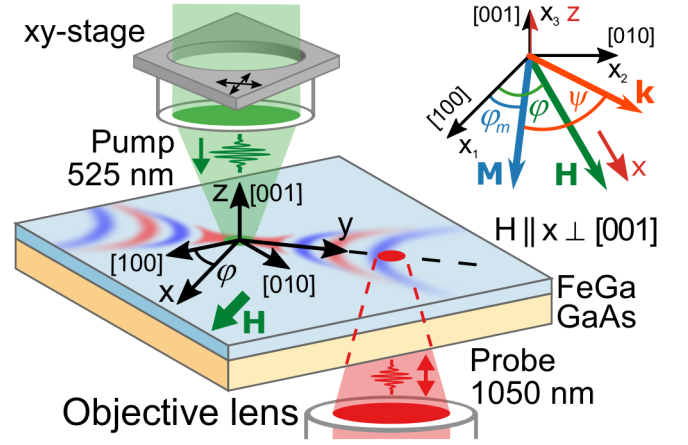 xy-stage
Pump
525 nm
z
[001]
y
[100]
φ
x
[010]
H
FeGa
GaAs
Probe
1050 nm
Objective lens
[001]
x3
z
[010]
x2
[100]
x1
φm
φ
ψ
k
M
H
x
H ∥ x ⊥ [001]